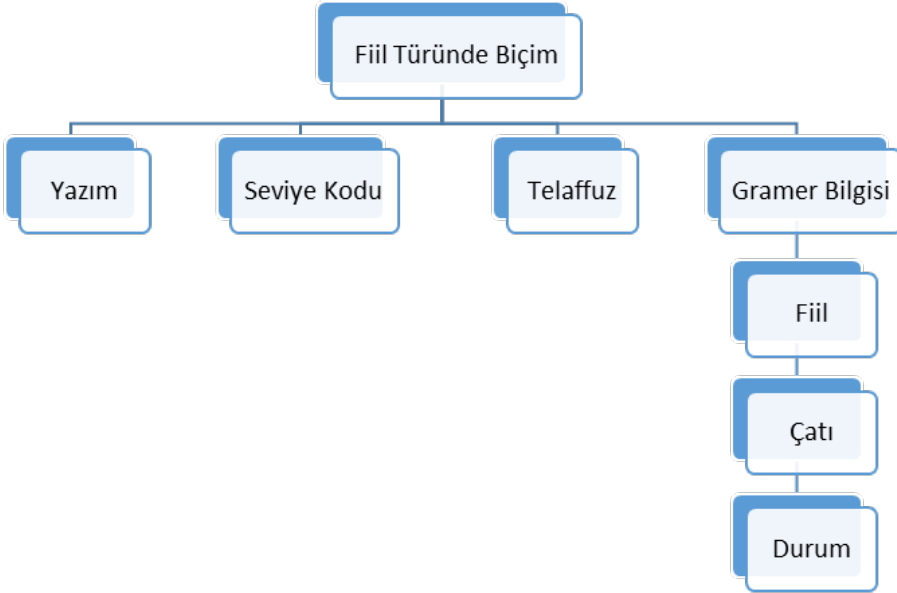 Fiil Türünde Biçim
Yazım
Seviye Kodu
Telaffuz
Gramer Bilgisi
Fiil
Çatı
Durum